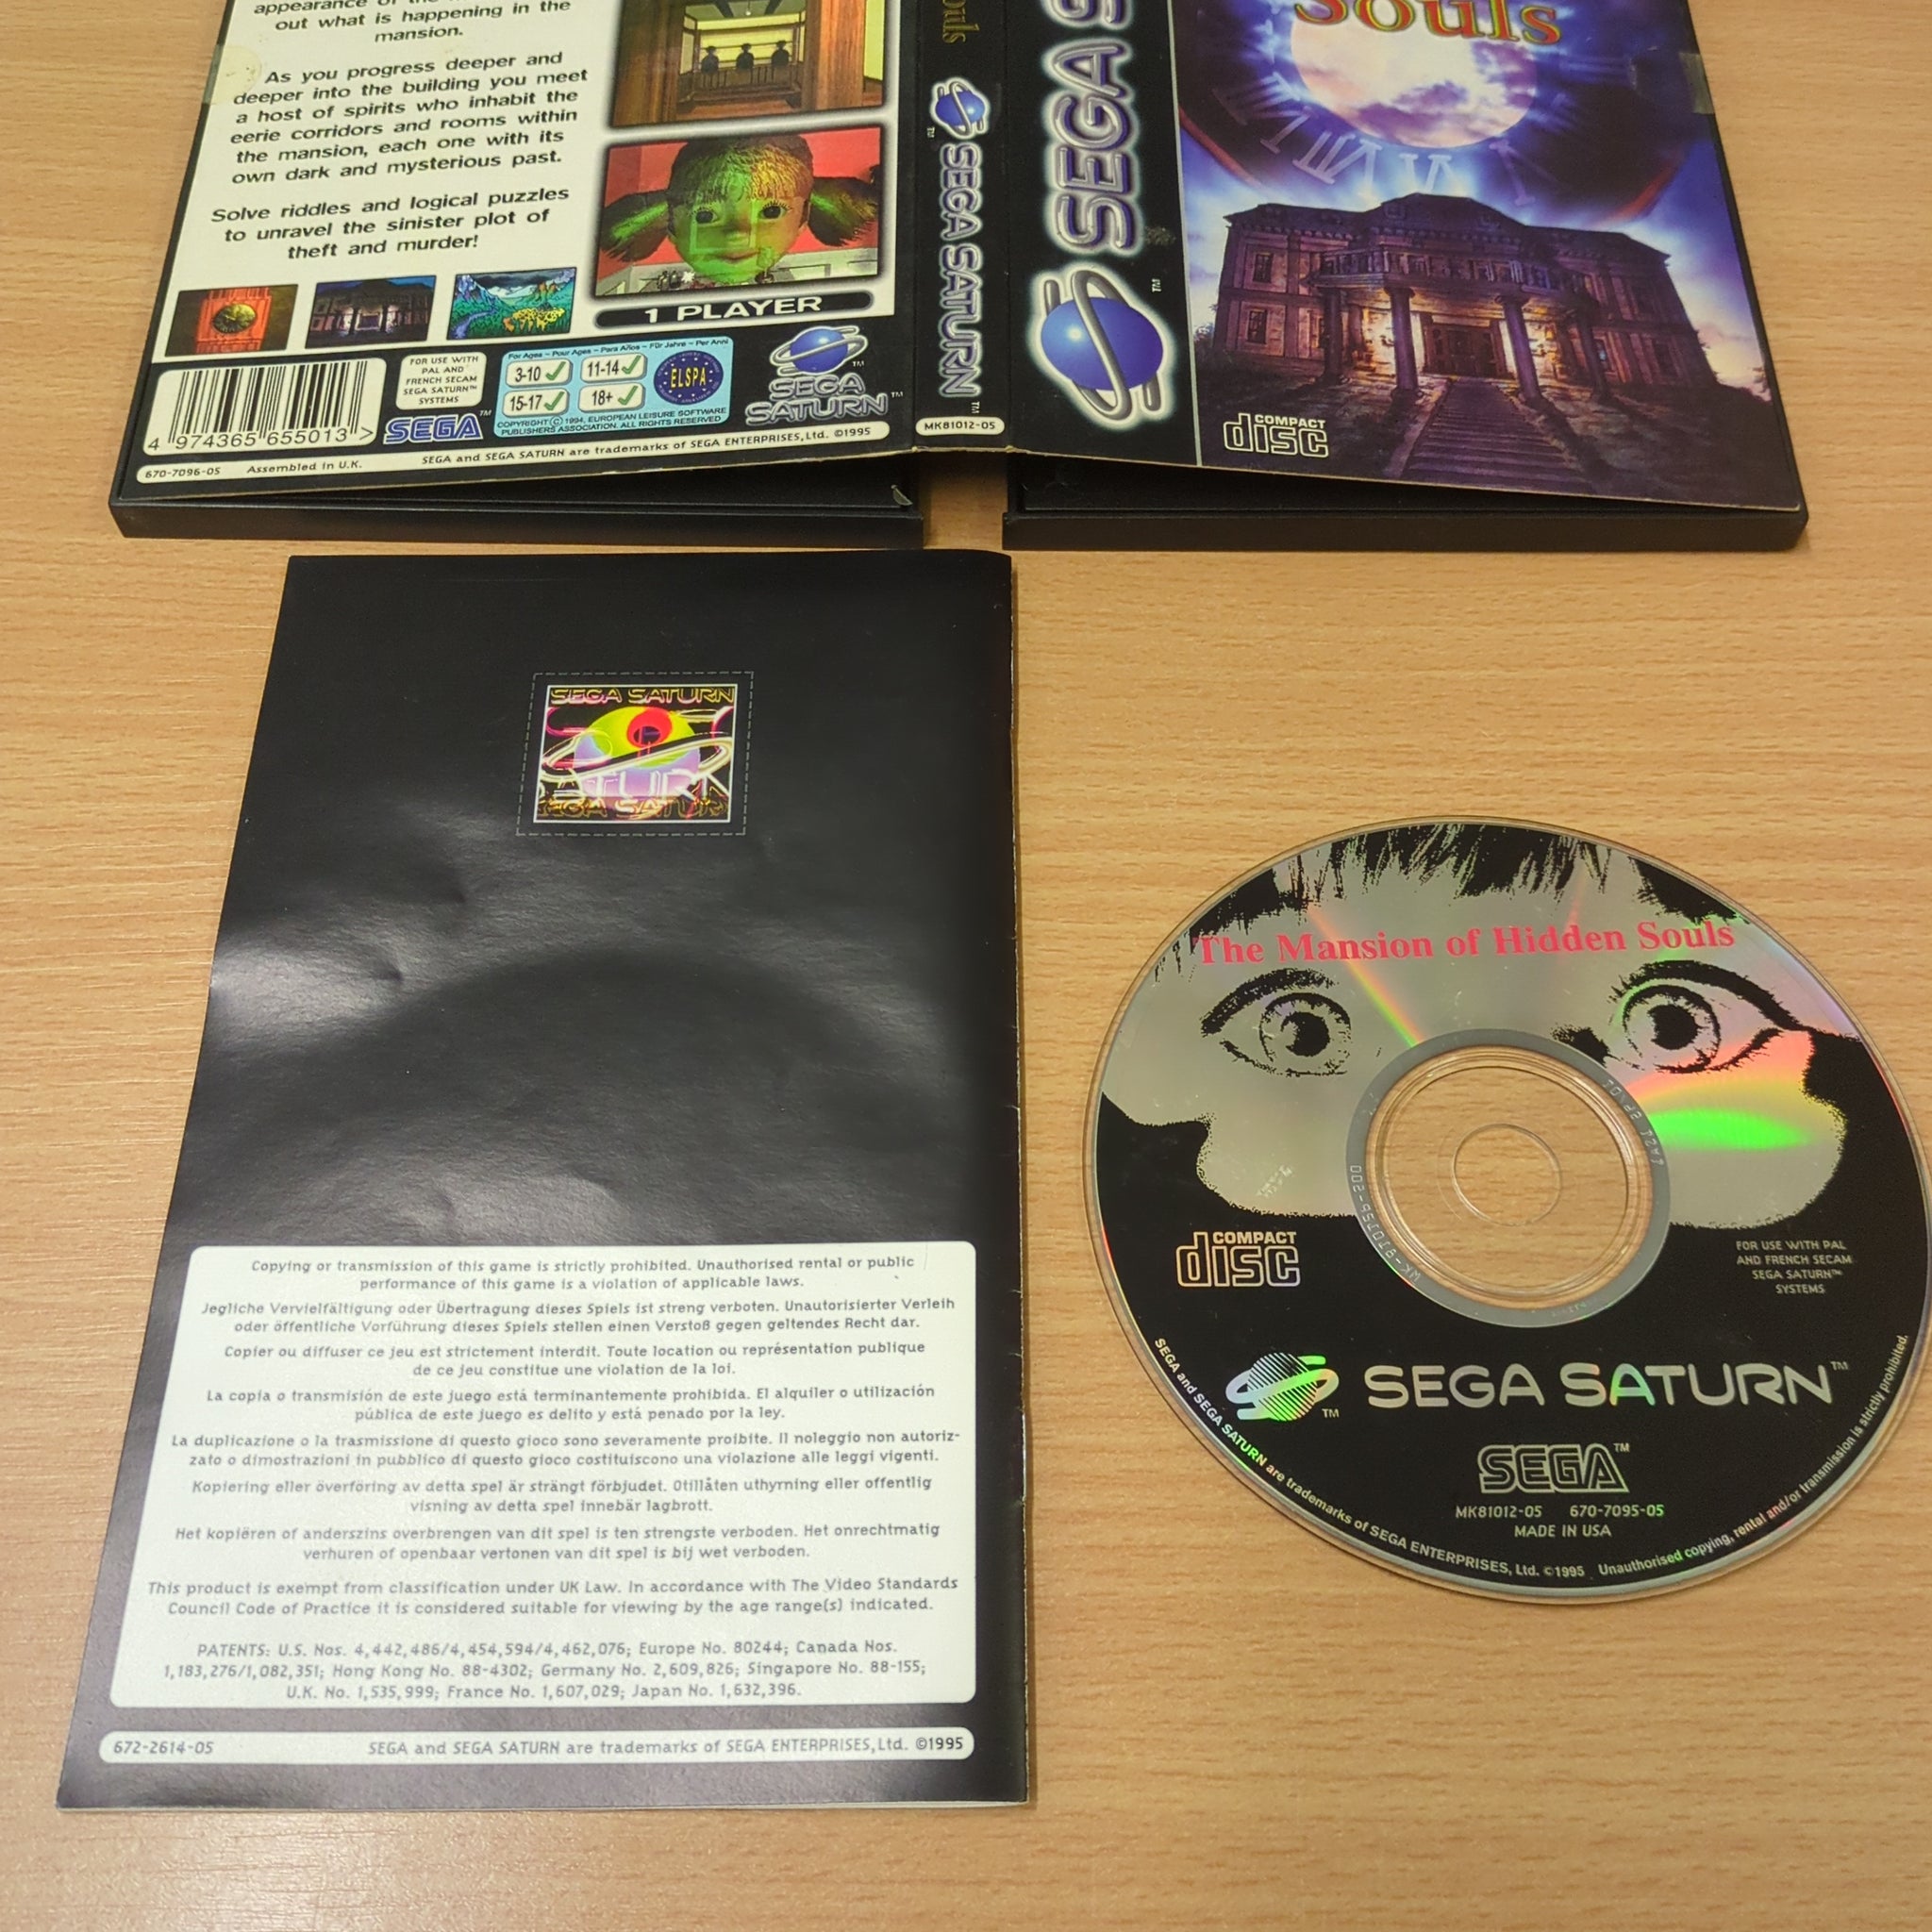 appearance of the
out what is happening in the
mansion.
As you progress deeper and
deeper into the building you meet
a host of spirits who inhabit the
eerie corridors and rooms within
the mansion, each one with its
own dark and mysterious past.
Solve riddles and logical puzzles
to unravel the sinister plot of
theft and murder!
1 PLAYER
4 974365 655013 >
FOR USE WITH
PAL AND
FRENCH SECAM
SEGA SATURN™
SYSTEMS
SEGA™
For Ages – Pour Ages – Para Años – Für Jahre – Per Anni
3-10
11-14
15-17
18+
ELSPA
COPYRIGHT © 1994, EUROPEAN LEISURE SOFTWARE
PUBLISHERS ASSOCIATION. ALL RIGHTS RESERVED
SEGA
SATURN™
670-7096-05 Assembled in U.K. SEGA and SEGA SATURN are trademarks of SEGA ENTERPRISES, Ltd. ©1995
Souls
SEGA SATURN™
MK81012-05
SEGA S
Souls
COMPACT
disc
SEGA SATURN
SATURN
SEGA SATURN
Copying or transmission of this game is strictly prohibited. Unauthorised rental or public
performance of this game is a violation of applicable laws.
Jegliche Vervielfältigung oder Übertragung dieses Spiels ist streng verboten. Unautorisierter Verleih
oder öffentliche Vorführung dieses Spiels stellen einen Verstoß gegen geltendes Recht dar.
Copier ou diffuser ce jeu est strictement interdit. Toute location ou représentation publique
de ce jeu constitue une violation de la loi.
La copia o transmisión de este juego está terminantemente prohibida. El alquiler o utilización
pública de este juego es delito y está penado por la ley.
La duplicazione o la trasmissione di questo gioco sono severamente proibite. Il noleggio non autoriz-
zato o dimostrazioni in pubblico di questo gioco costituiscono una violazione alle leggi vigenti.
Kopiering eller överföring av detta spel är strängt förbjudet. Otillåten uthyrning eller offentlig
visning av detta spel innebär lagbrott.
Het kopiëren of anderszins overbrengen van dit spel is ten strengste verboden. Het onrechtmatig
verhuren of openbaar vertonen van dit spel is bij wet verboden.
This product is exempt from classification under UK Law. In accordance with The Video Standards
Council Code of Practice it is considered suitable for viewing by the age range(s) indicated.
PATENTS: U.S. Nos. 4,442,486/4,454,594/4,462,076; Europe No. 80244; Canada Nos.
1,183,276/1,082,351; Hong Kong No. 88-4302; Germany No. 2,609,826; Singapore No. 88-155;
U.K. No. 1,535,999; France No. 1,607,029; Japan No. 1,632,396.
672-2614-05 SEGA and SEGA SATURN are trademarks of SEGA ENTERPRISES, Ltd. ©1995
The Mansion of Hidden Souls
COMPACT
disc
FOR USE WITH PAL
AND FRENCH SECAM
SEGA SATURN™
SYSTEMS
SEGA SATURN™
SEGA™
MK81012-05 670-7095-05
MADE IN USA
SEGA and SEGA SATURN are trademarks of SEGA ENTERPRISES, Ltd. ©1995 Unauthorised copying, rental and/or transmission is strictly prohibited.